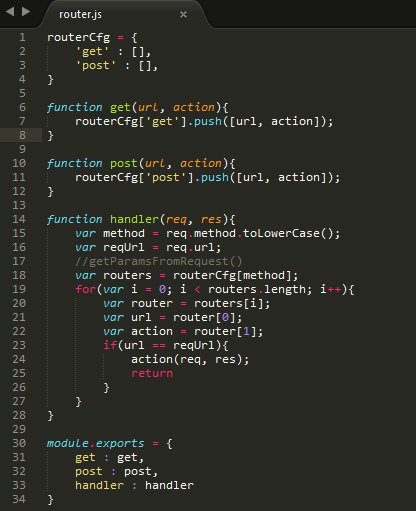 router.js
1 routerCfg = {
2     'get' : [],
3     'post' : [],
4 }
5
6 function get(url, action){
7     routerCfg['get'].push([url, action]);
8 }
9
10 function post(url, action){
11     routerCfg['post'].push([url, action]);
12 }
13
14 function handler(req, res){
15     var method = req.method.toLowerCase();
16     var reqUrl = req.url;
17     //getParamsFromRequest()
18     var routers = routerCfg[method];
19     for(var i = 0; i < routers.length; i++){
20         var router = routers[i];
21         var url = router[0];
22         var action = router[1];
23         if(url == reqUrl){
24             action(req, res);
25             return
26         }
27     }
28 }
29
30 module.exports = {
31     get : get,
32     post : post,
33     handler : handler
34 }